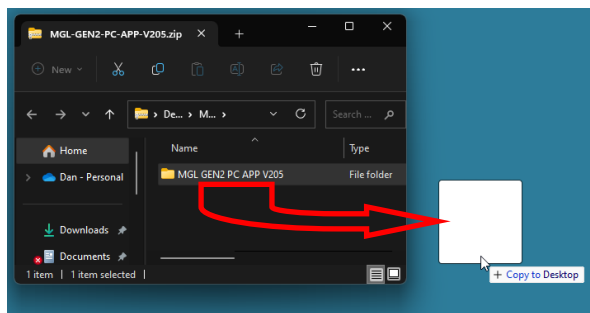 MGL-GEN2-PC-APP-V205.zip
New
De... › M... ›
Search ...
Name
Type
Home
MGL GEN2 PC APP V205
File folder
Dan - Personal
Downloads
Documents
1 item | 1 item selected |
+ Copy to Desktop